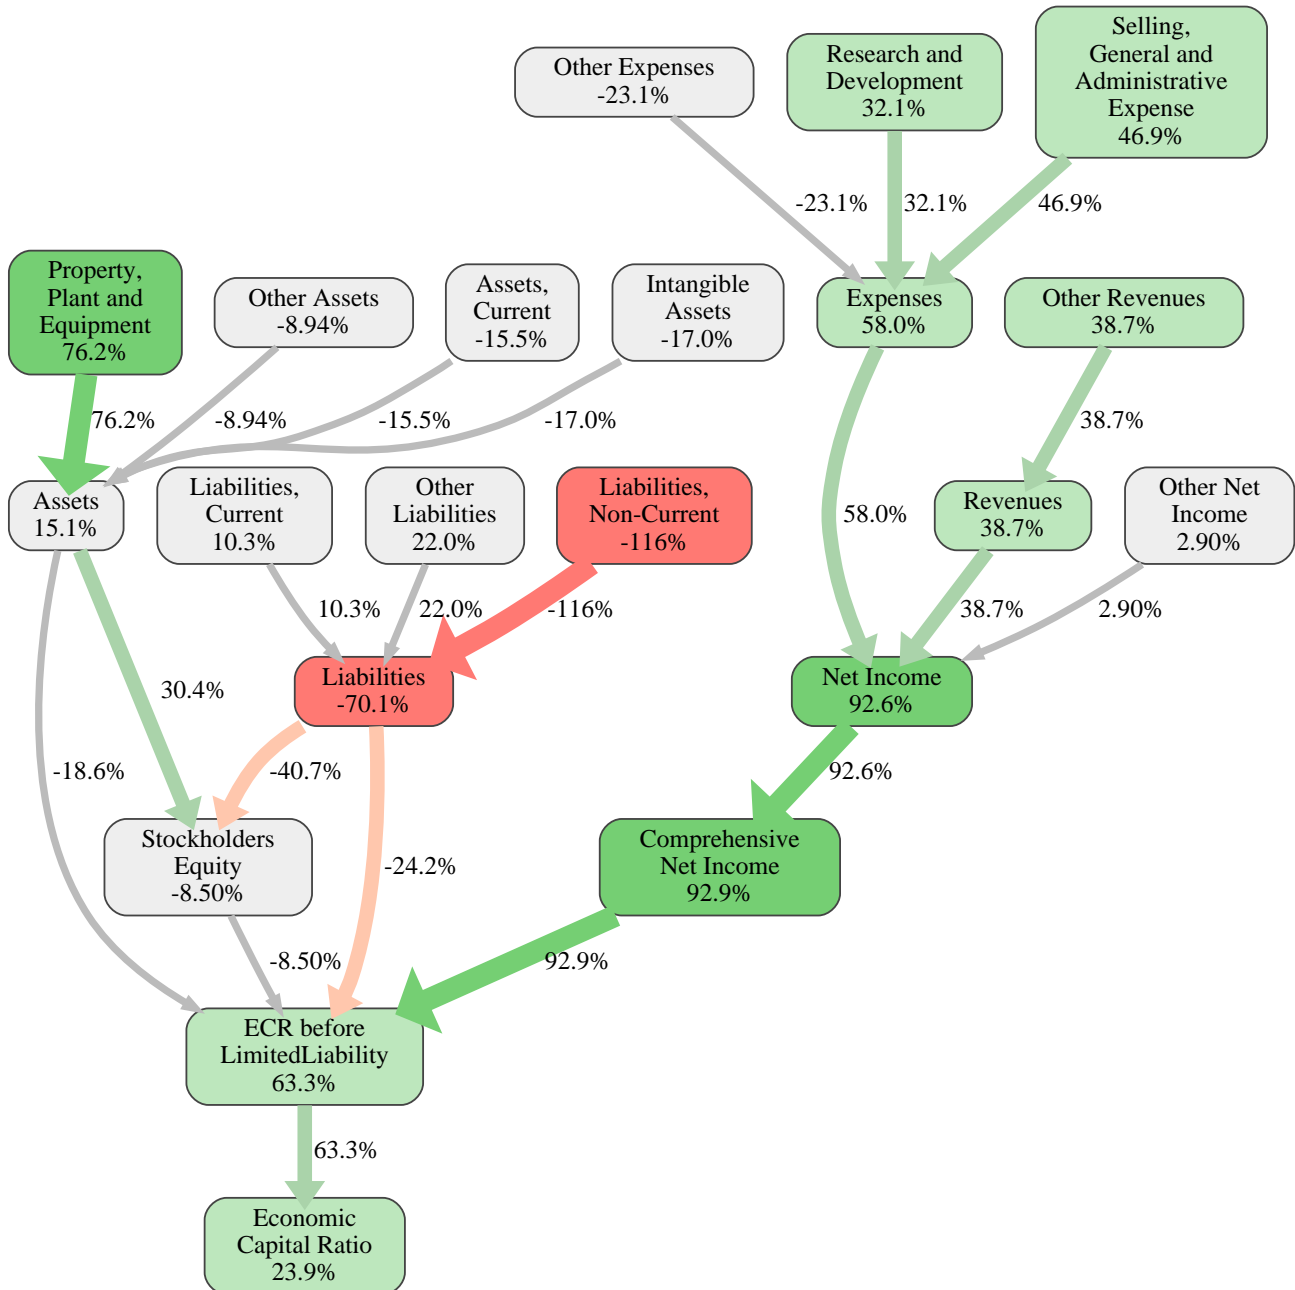 Selling,
General and
Administrative
Expense
46.9%
Research and
Development
32.1%
Other Expenses
-23.1%
-23.1%
32.1%
46.9%
Property,
Plant and
Equipment
76.2%
Other Assets
-8.94%
Assets,
Current
-15.5%
Intangible
Assets
-17.0%
Expenses
58.0%
Other Revenues
38.7%
76.2%
-8.94%
-15.5%
-17.0%
38.7%
Assets
15.1%
Liabilities,
Current
10.3%
Other
Liabilities
22.0%
Liabilities,
Non-Current
-116%
58.0%
Revenues
38.7%
Other Net
Income
2.90%
10.3%
22.0%
-116%
38.7%
2.90%
30.4%
Liabilities
-70.1%
Net Income
92.6%
-18.6%
-40.7%
92.6%
Stockholders
Equity
-8.50%
-24.2%
Comprehensive
Net Income
92.9%
-8.50%
92.9%
ECR before
LimitedLiability
63.3%
63.3%
Economic
Capital Ratio
23.9%